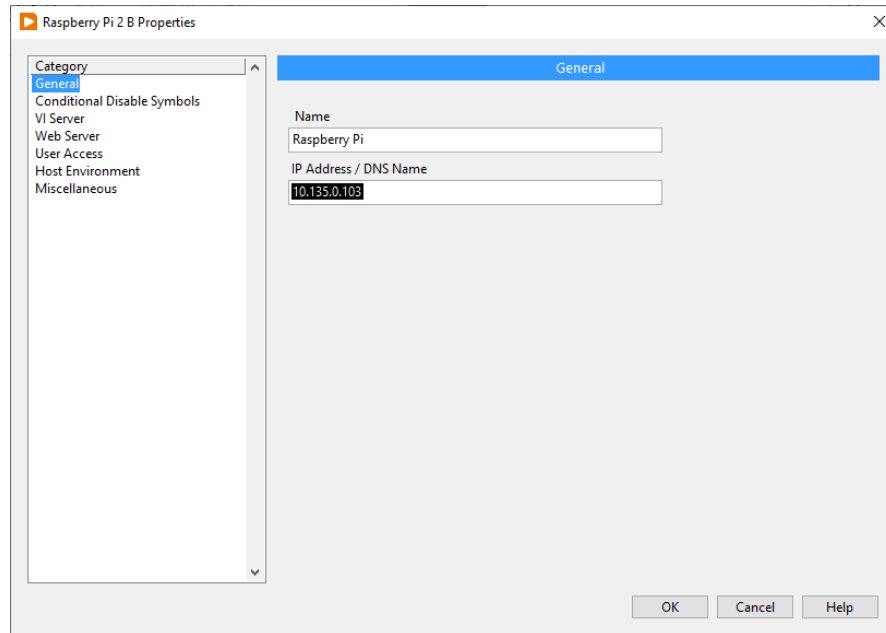 Raspberry Pi 2 B Properties
Category
General
Conditional Disable Symbols
VI Server
Web Server
User Access
Host Environment
Miscellaneous
General
Name
Raspberry Pi
IP Address / DNS Name
10.135.0.103
OK
Cancel
Help